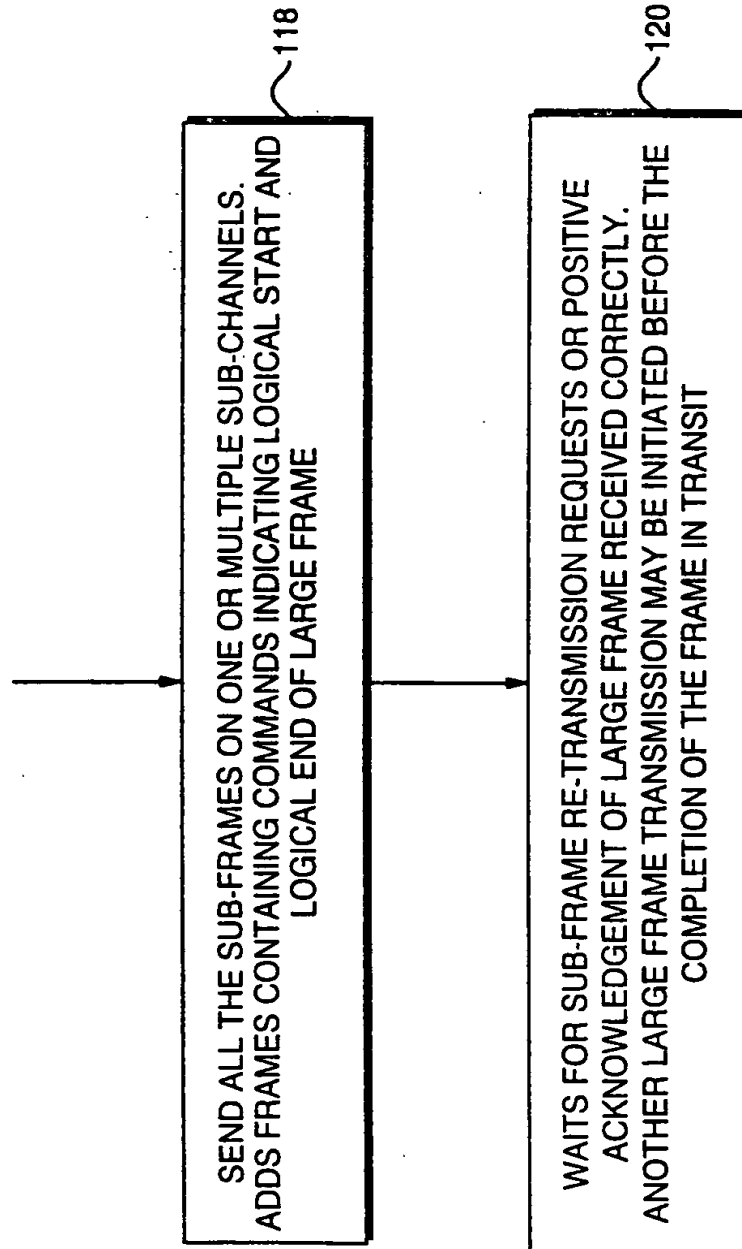 SEND ALL THE SUB-FRAMES ON ONE OR MULTIPLE SUB-CHANNELS.
ADDS FRAMES CONTAINING COMMANDS INDICATING LOGICAL START AND
LOGICAL END OF LARGE FRAME
118
WAITS FOR SUB-FRAME RE-TRANSMISSION REQUESTS OR POSITIVE
ACKNOWLEDGEMENT OF LARGE FRAME RECEIVED CORRECTLY.
ANOTHER LARGE FRAME TRANSMISSION MAY BE INITIATED BEFORE THE
COMPLETION OF THE FRAME IN TRANSIT
120